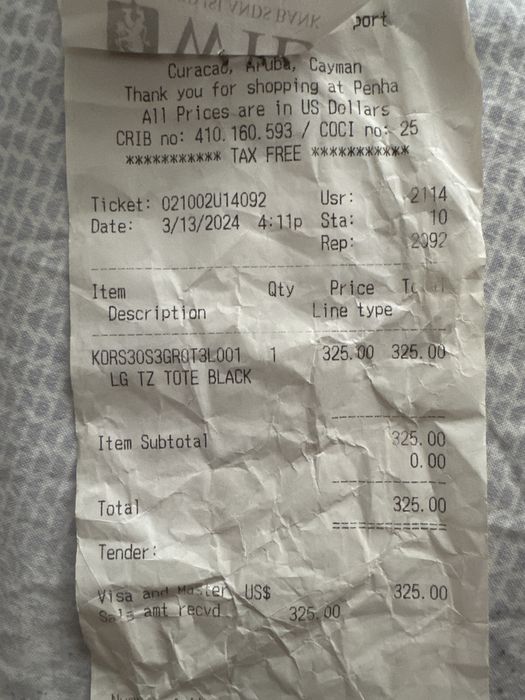 port
Curacao, Aruba, Cayman
Thank you for shopping at Penha
All Prices are in US Dollars
CRIB no: 410.160.593 / COCI no: 25
*********** TAX FREE ***********
Ticket: 021002U14092 Usr: 2114
Date: 3/13/2024 4:11p Sta: 10
Rep: 2392
Item Qty Price
Description Line type
KORS30S3GR0T3L001 1 325.00 325.00
LG TZ TOTE BLACK
Item Subtotal 325.00
0.00
Total 325.00
Tender:
Visa and Master US$ 325.00
Sale amt recvd 325.00